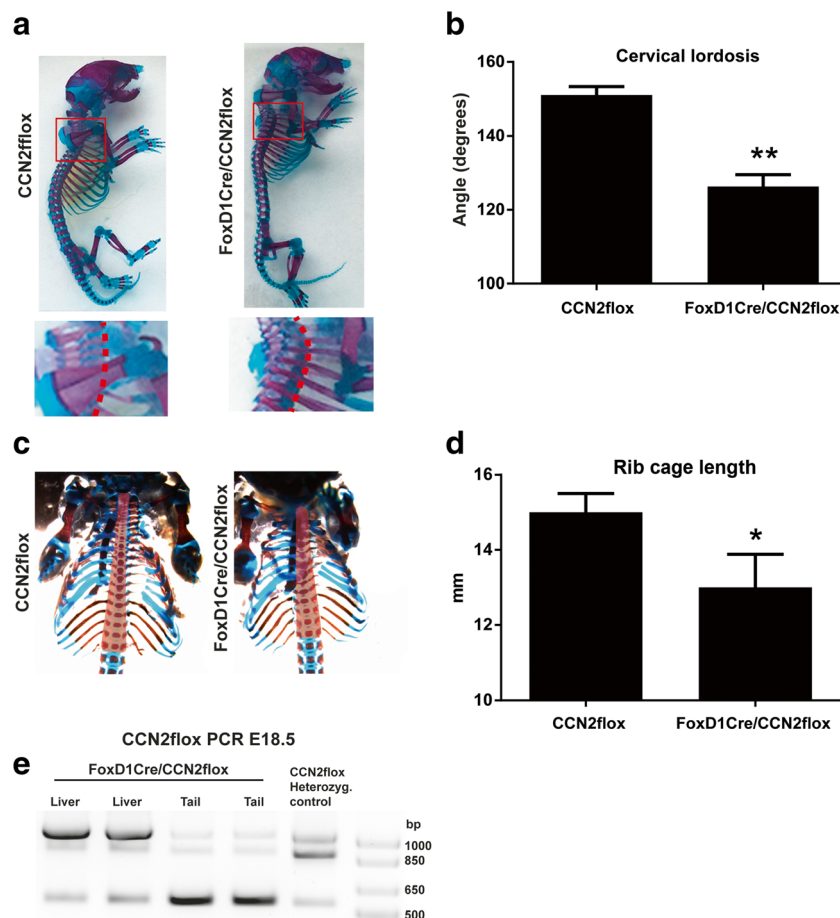 a
CCN2fflox
FoxD1Cre/CCN2flox
b
Cervical lordosis
Angle (degrees)
160
140
120
100
**
CCN2flox
FoxD1Cre/CCN2flox
c
CCN2flox
FoxD1Cre/CCN2flox
d
Rib cage length
mm
16
14
12
10
*
CCN2flox
FoxD1Cre/CCN2flox
e
CCN2flox PCR E18.5
FoxD1Cre/CCN2flox
CCN2flox
Heterozyg.
control
Liver Liver Tail Tail
bp
1000
850
650
500